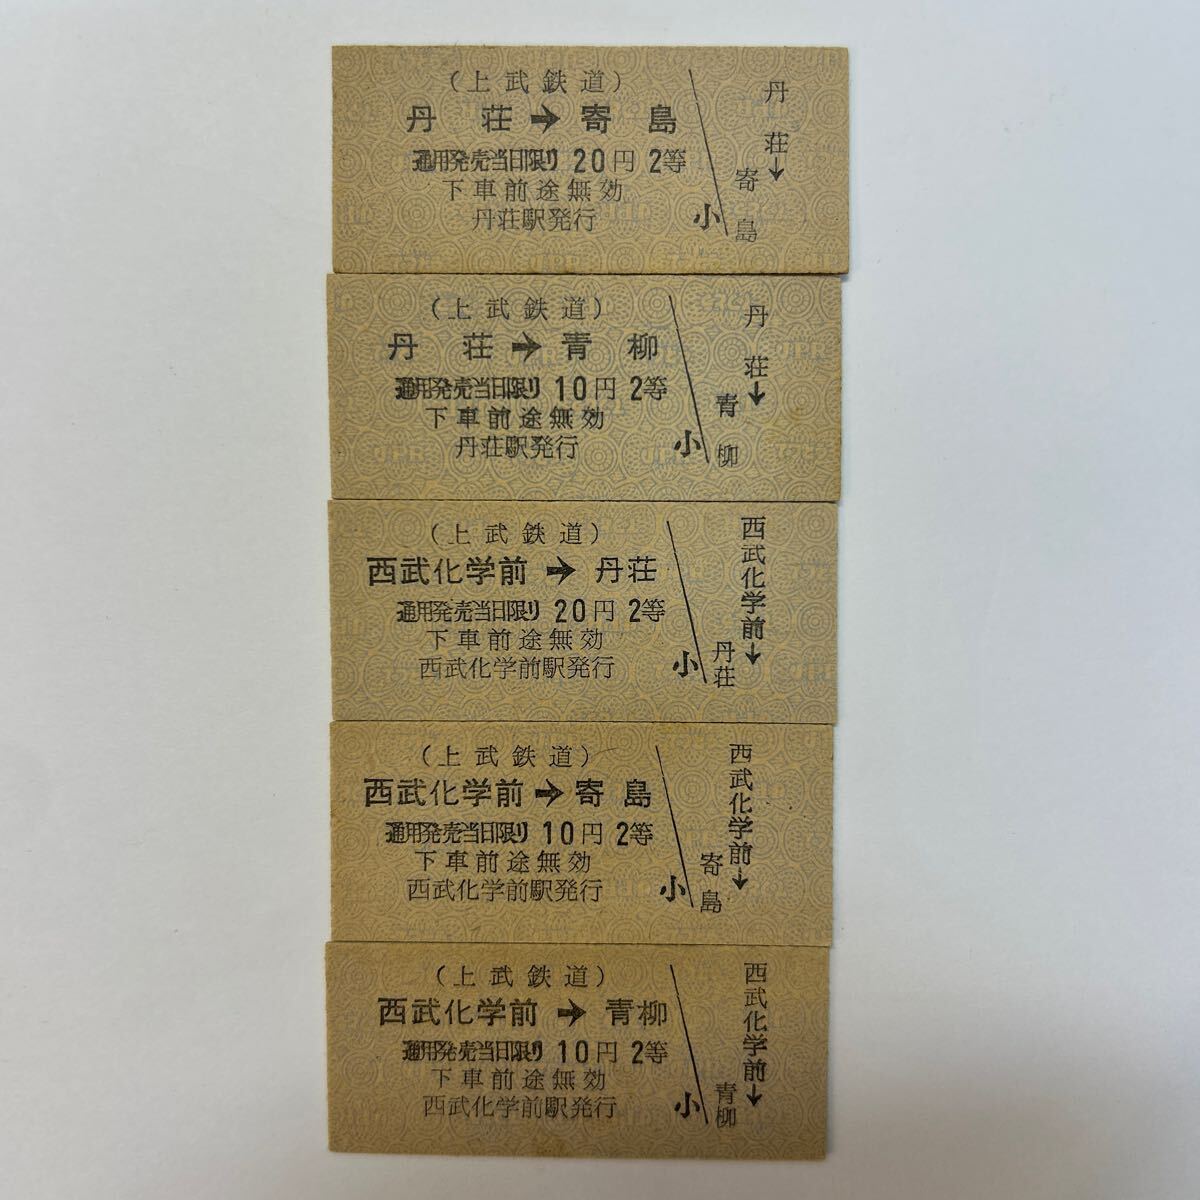 (上武鉄道)
丹荘➔寄島
通用発売当日限り 20円 2等
下車前途無効
丹荘駅発行
小
丹荘➔
寄島
(上武鉄道)
丹荘➔青柳
通用発売当日限り 10円 2等
下車前途無効
丹荘駅発行
小
丹荘➔
青柳
(上武鉄道)
西武化学前➔丹荘
通用発売当日限り 20円 2等
下車前途無効
西武化学前駅発行
小
西武化学前➔
丹荘
(上武鉄道)
西武化学前➔寄島
通用発売当日限り 10円 2等
下車前途無効
西武化学前駅発行
小
西武化学前➔
寄島
(上武鉄道)
西武化学前➔青柳
通用発売当日限り 10円 2等
下車前途無効
西武化学前駅発行
小
西武化学前➔
青柳